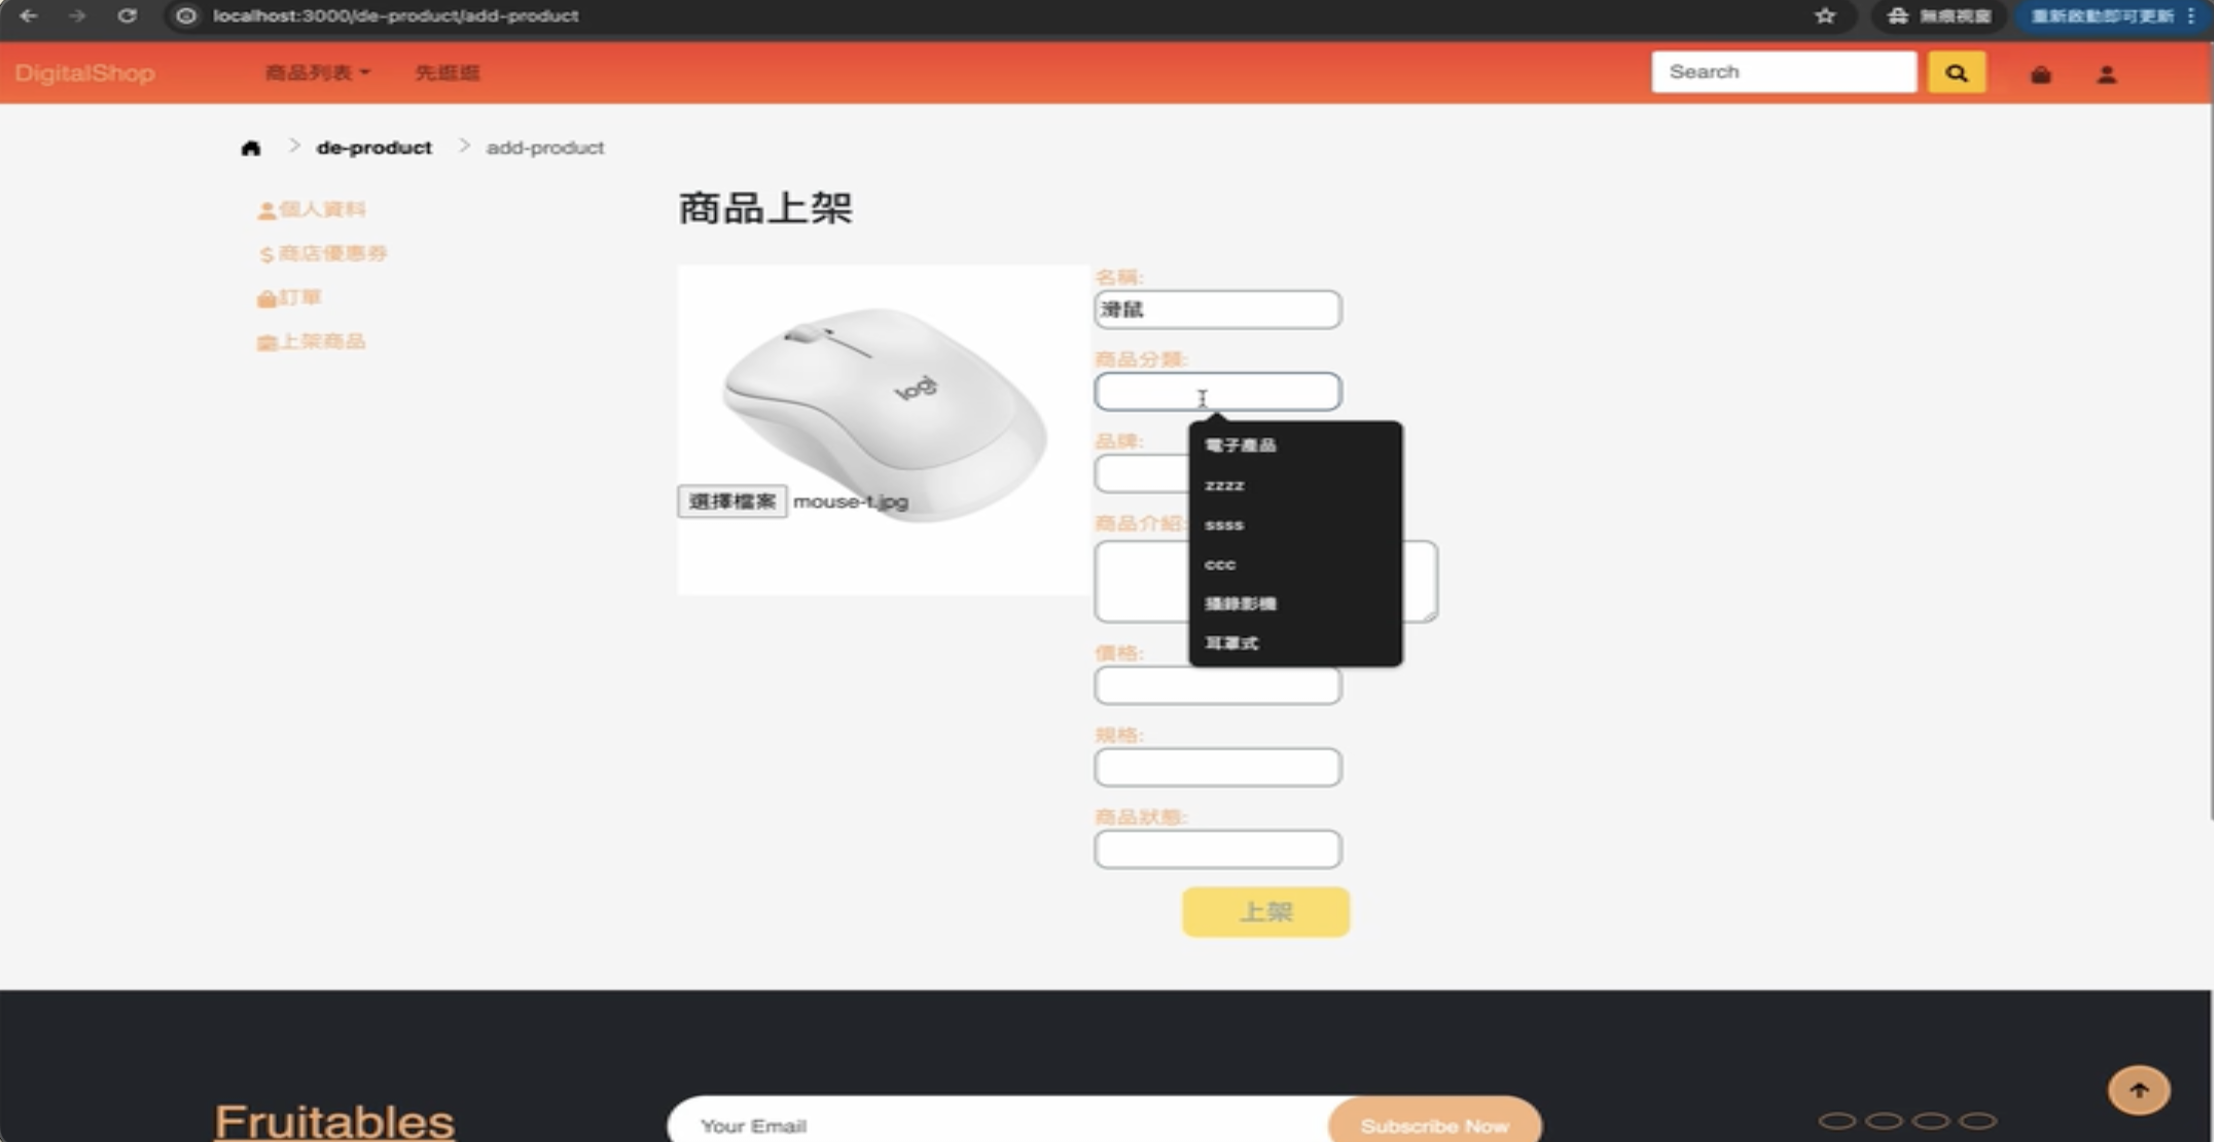 localhost:3000/de-product/add-product
無痕視窗
重新啟動即可更新
DigitalShop
商品列表
先逛逛
Search
de-product
add-product
個人資料
$商店優惠券
訂單
上架商品
商品上架
logi
選擇檔案 mouse-t.jpg
名稱:
滑鼠
商品分類:
電子產品
zzzz
ssss
ccc
攝錄影機
耳罩式
品牌:
商品介紹:
價格:
規格:
商品狀態:
上架
Fruitables
Your Email
Subscribe Now